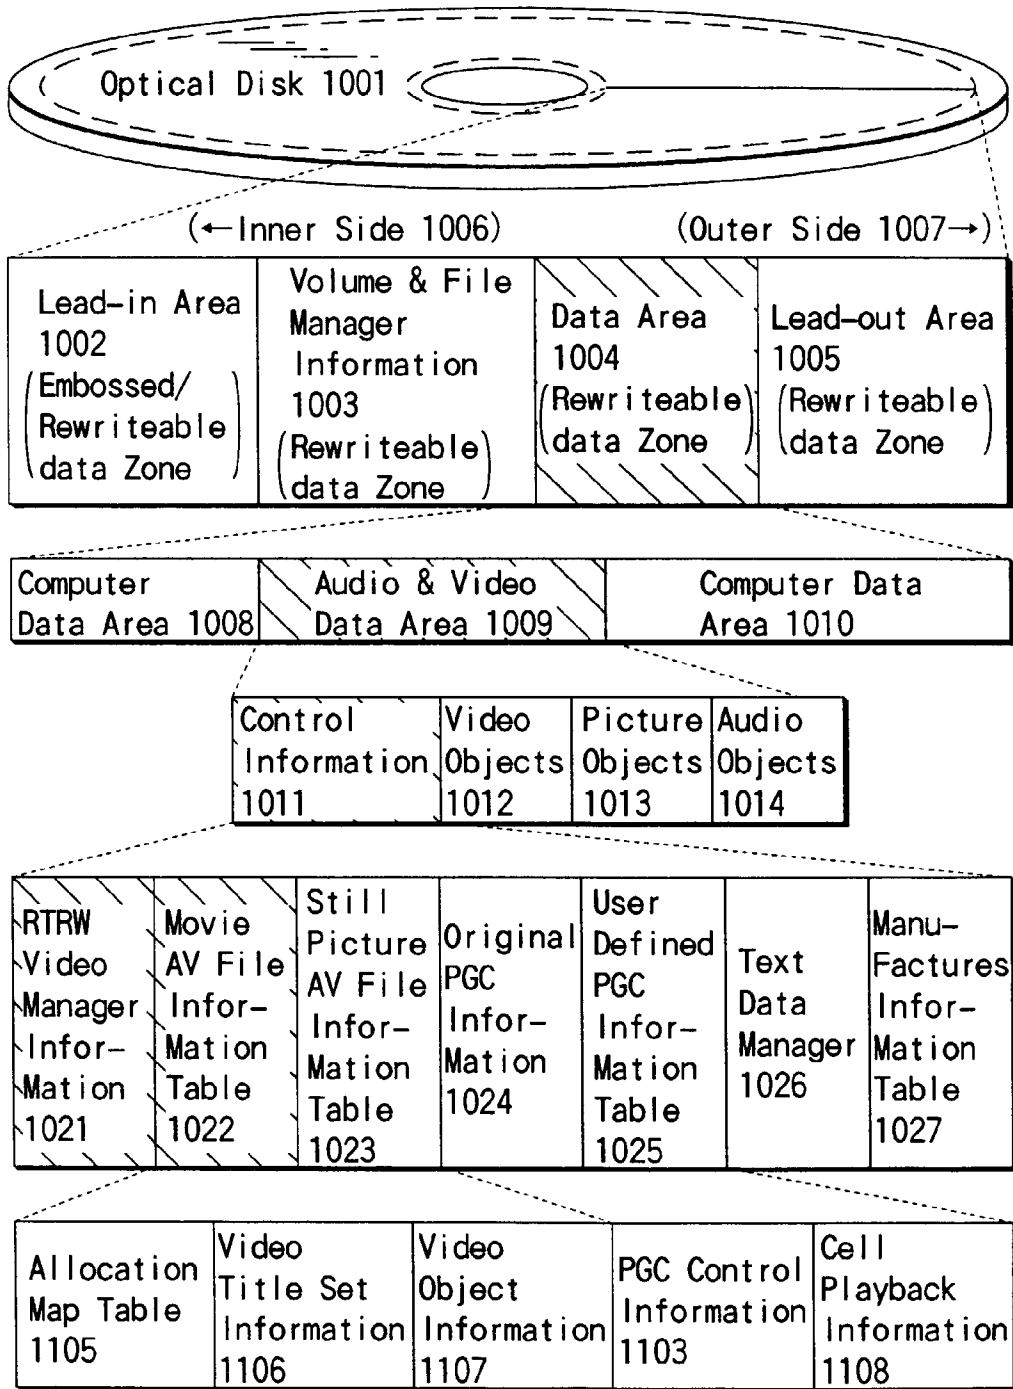 Optical Disk 1001
(←Inner Side 1006)
(Outer Side 1007→)
Lead-in Area
1002
(Embossed/
Rewriteable
data Zone)
Volume & File
Manager
Information
1003
(Rewriteable
data Zone)
Data Area
1004
(Rewriteable
data Zone)
Lead-out Area
1005
(Rewriteable
data Zone)
Computer
Data Area 1008
Audio & Video
Data Area 1009
Computer Data
Area 1010
Control
Information
1011
Video
Objects
1012
Picture
Objects
1013
Audio
Objects
1014
RTRW
Video
Manager
Infor-
Mation
1021
Movie
AV File
Infor-
Mation
Table
1022
Still
Picture
AV File
Infor-
Mation
Table
1023
Original
PGC
Infor-
Mation
1024
User
Defined
PGC
Infor-
Mation
Table
1025
Text
Data
Manager
1026
Manu-
Factures
Infor-
Mation
Table
1027
Allocation
Map Table
1105
Video
Title Set
Information
1106
Video
Object
Information
1107
PGC Control
Information
1103
Cell
Playback
Information
1108